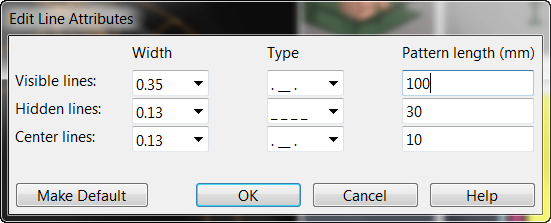 Edit Line Attributes
Width Type Pattern length (mm)
Visible lines: 0.35 . __ . 100
Hidden lines: 0.13 _ _ _ _ 30
Center lines: 0.13 . __ . 10
Make Default OK Cancel Help